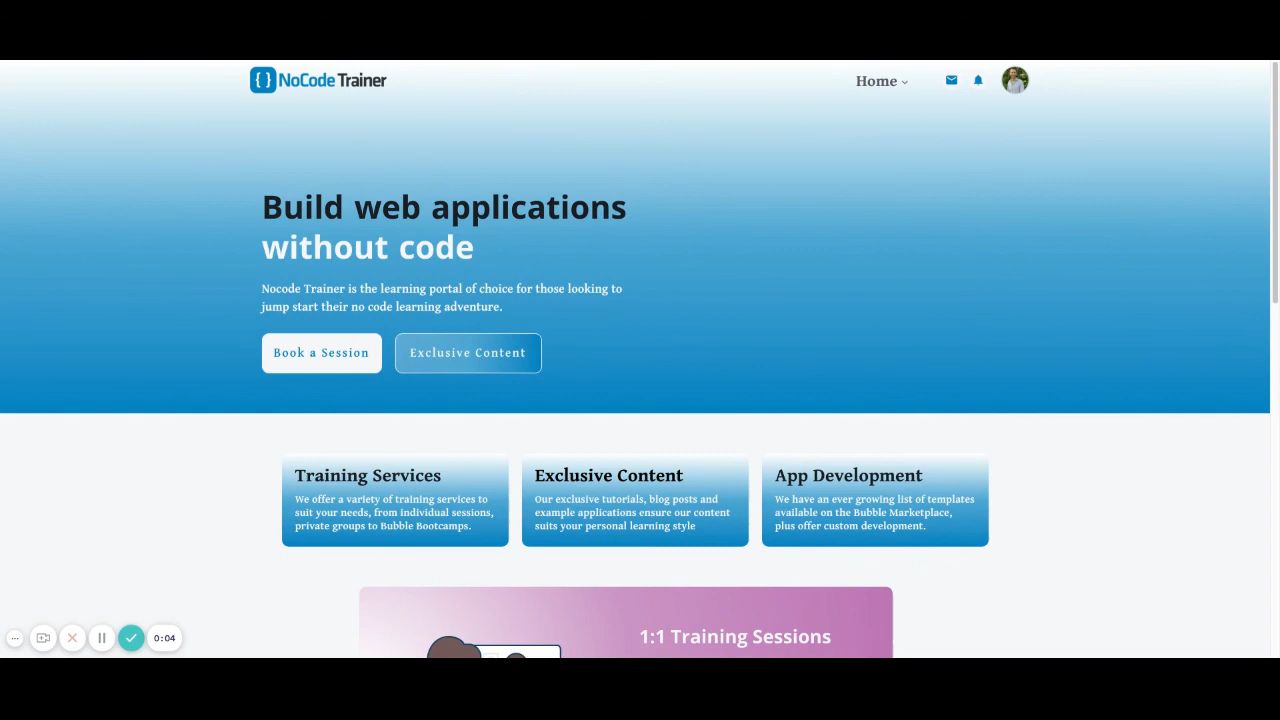 { } NoCode Trainer
Home
Build web applications
without code
Nocode Trainer is the learning portal of choice for those looking to
jump start their no code learning adventure.
Book a Session
Exclusive Content
Training Services
We offer a variety of training services to
suit your needs, from individual sessions,
private groups to Bubble Bootcamps.
Exclusive Content
Our exclusive tutorials, blog posts and
example applications ensure our content
suits your personal learning style
App Development
We have an ever growing list of templates
available on the Bubble Marketplace,
plus offer custom development.
1:1 Training Sessions
0:04